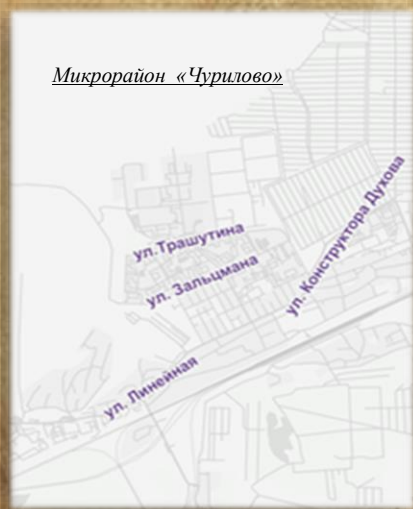 Микрорайон «Чурилово»
ул.Трашутина
ул. Зальцмана
ул. Конструктора Духова
ул. Линейная